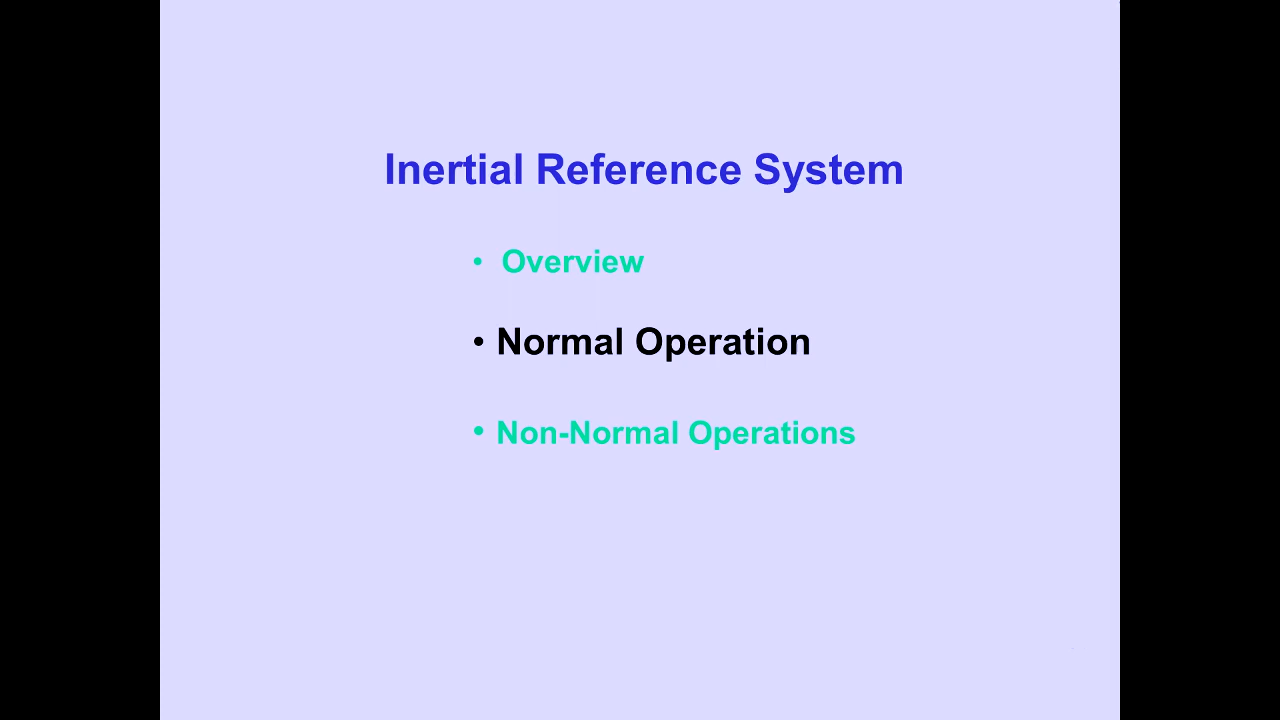 Inertial Reference System
• Overview
• Normal Operation
• Non-Normal Operations